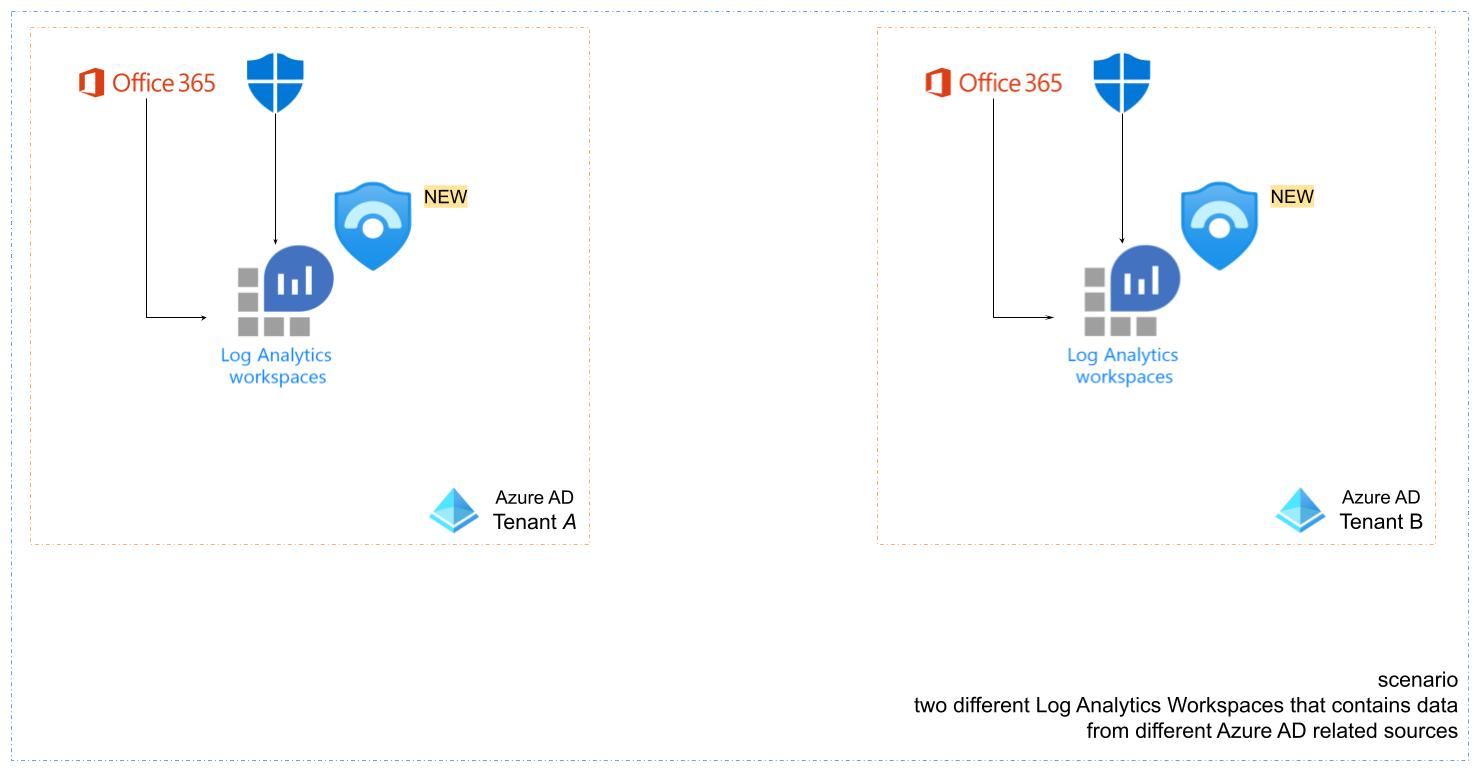 Office 365
NEW
Log Analytics
workspaces
Azure AD
Tenant A
Office 365
NEW
Log Analytics
workspaces
Azure AD
Tenant B
scenario
two different Log Analytics Workspaces that contains data
from different Azure AD related sources